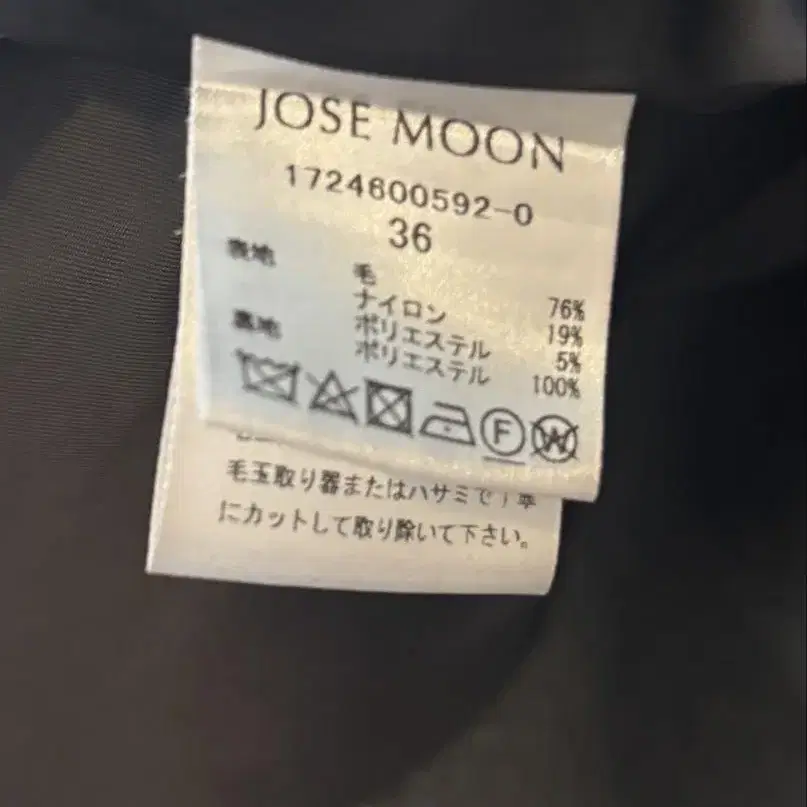 JOSE MOON
1724600592-0
36
表地 毛 76%
ナイロン 19%
ポリエステル 5%
裏地 ポリエステル 100%
F W
毛玉取り器またはハサミで丁寧
にカットして取り除いて下さい。